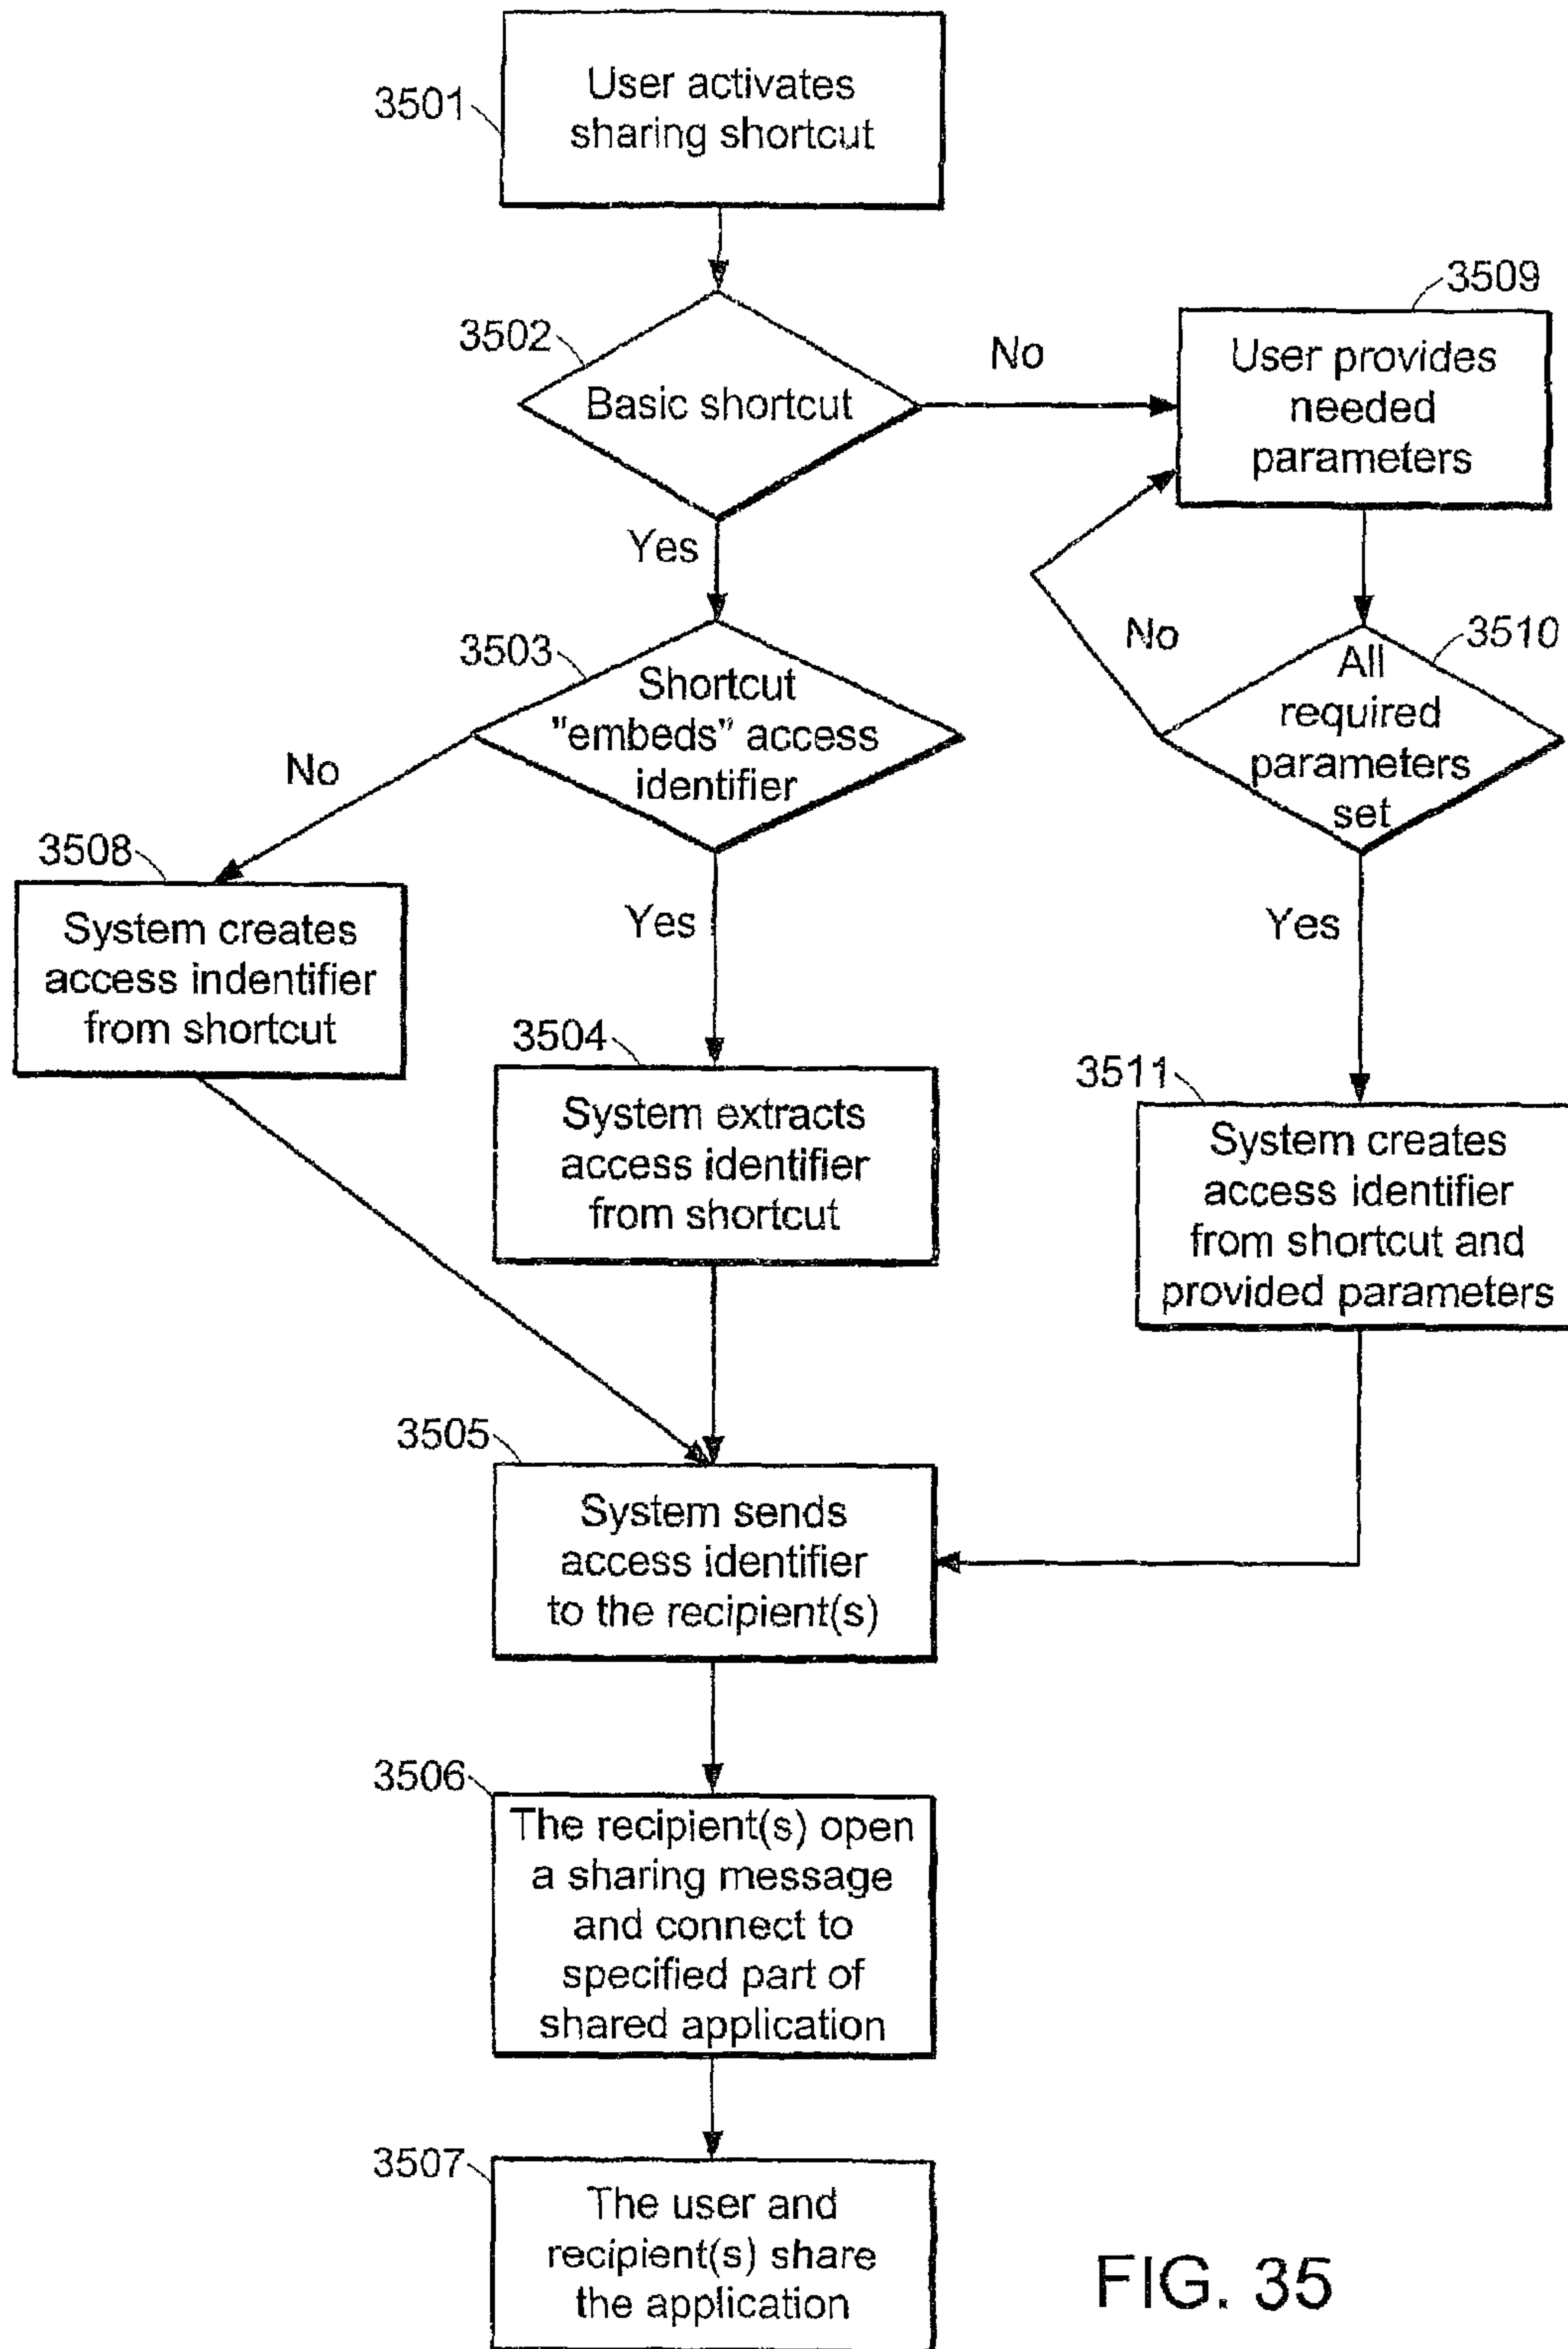 3501
User activates
sharing shortcut
3502
Basic shortcut
No
3509
User provides
needed
parameters
Yes
3503
Shortcut
"embeds" access
identifier
No
3510
All
required
parameters
set
No
3508
System creates
access indentifier
from shortcut
Yes
3504
System extracts
access identifier
from shortcut
Yes
3511
System creates
access identifier
from shortcut and
provided parameters
3505
System sends
access identifier
to the recipient(s)
3506
The recipient(s) open
a sharing message
and connect to
specified part of
shared application
3507
The user and
recipient(s) share
the application
FIG. 35